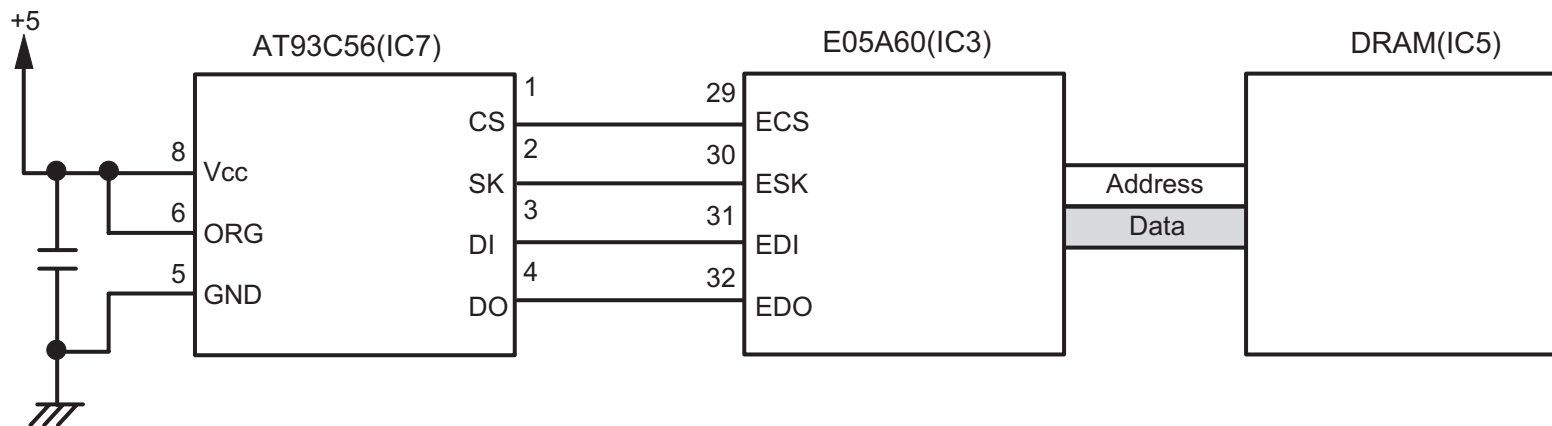 +5
AT93C56(IC7)
E05A60(IC3)
DRAM(IC5)
1
29
CS
ECS
8
Vcc
2
30
SK
ESK
Address
6
ORG
3
31
DI
EDI
Data
5
GND
4
32
DO
EDO